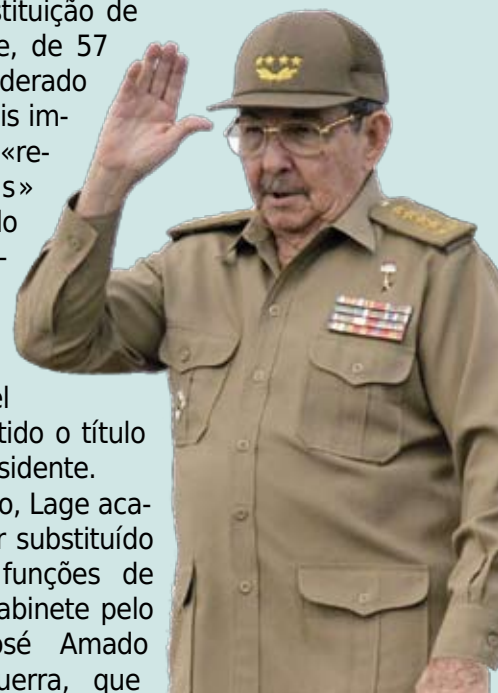 stituição de
e, de 57
derado
is im-
«re-
s»
do
-
el
tido o título
sidente.
o, Lage aca-
r substituído
funções de
abinete pelo
osé Amado
uerra, que